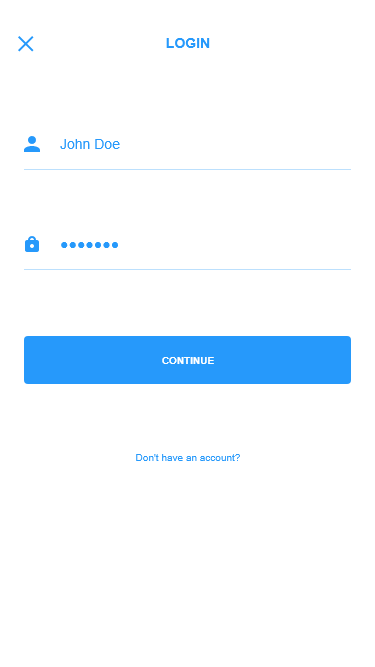 LOGIN
John Doe
•••••••
CONTINUE
Don't have an account?